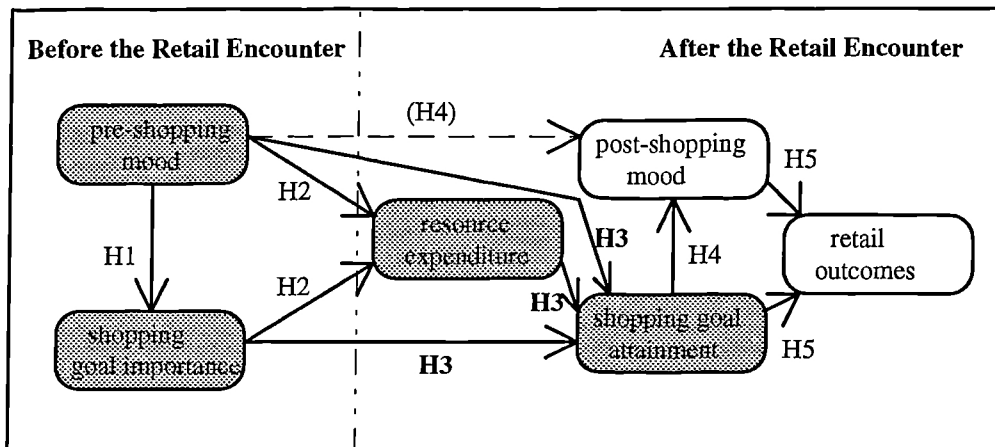 Before the Retail Encounter
After the Retail Encounter
pre-shopping
mood
(H4)
post-shopping
mood
H5
H2
resource
expenditure
H3
H4
retail
outcomes
H1
H2
H3
shopping
goal importance
H3
shopping goal
attainment
H5